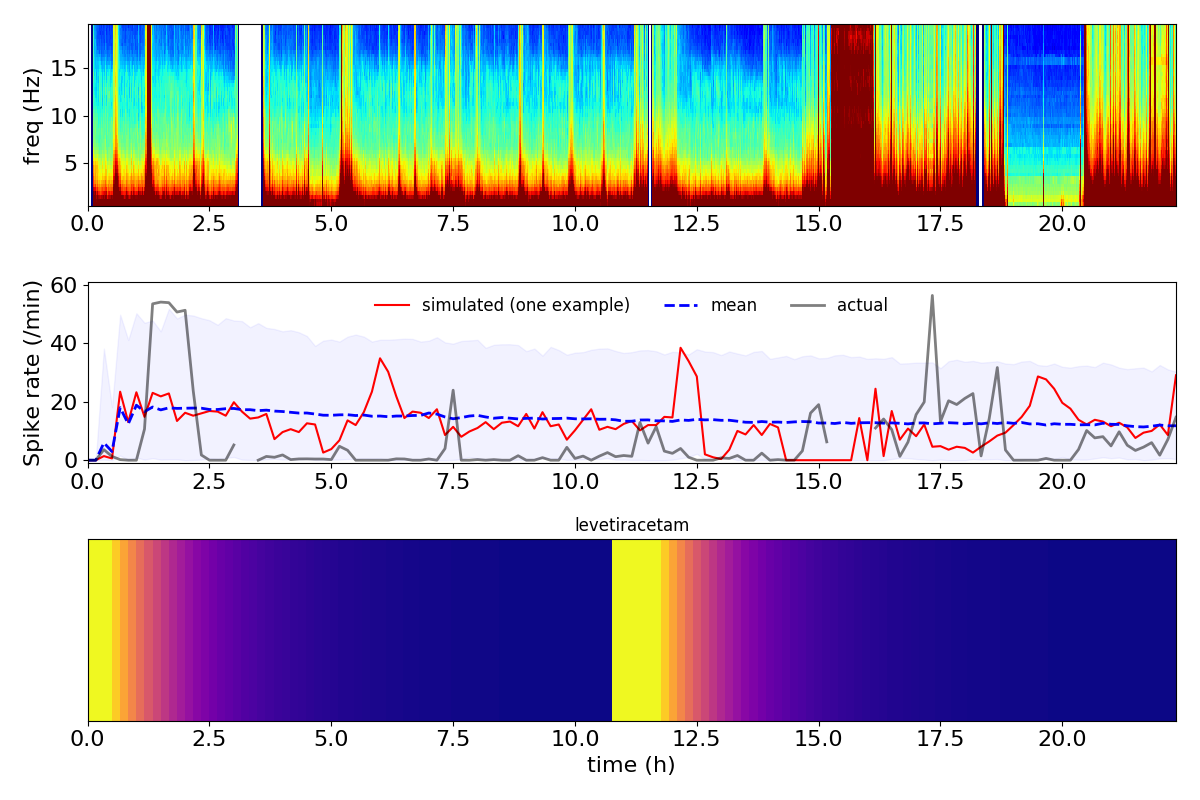 freq (Hz)
15
10
5
0.0 2.5 5.0 7.5 10.0 12.5 15.0 17.5 20.0
Spike rate (/min)
60
40
20
0
simulated (one example) mean actual
0.0 2.5 5.0 7.5 10.0 12.5 15.0 17.5 20.0
levetiracetam
0.0 2.5 5.0 7.5 10.0 12.5 15.0 17.5 20.0
time (h)